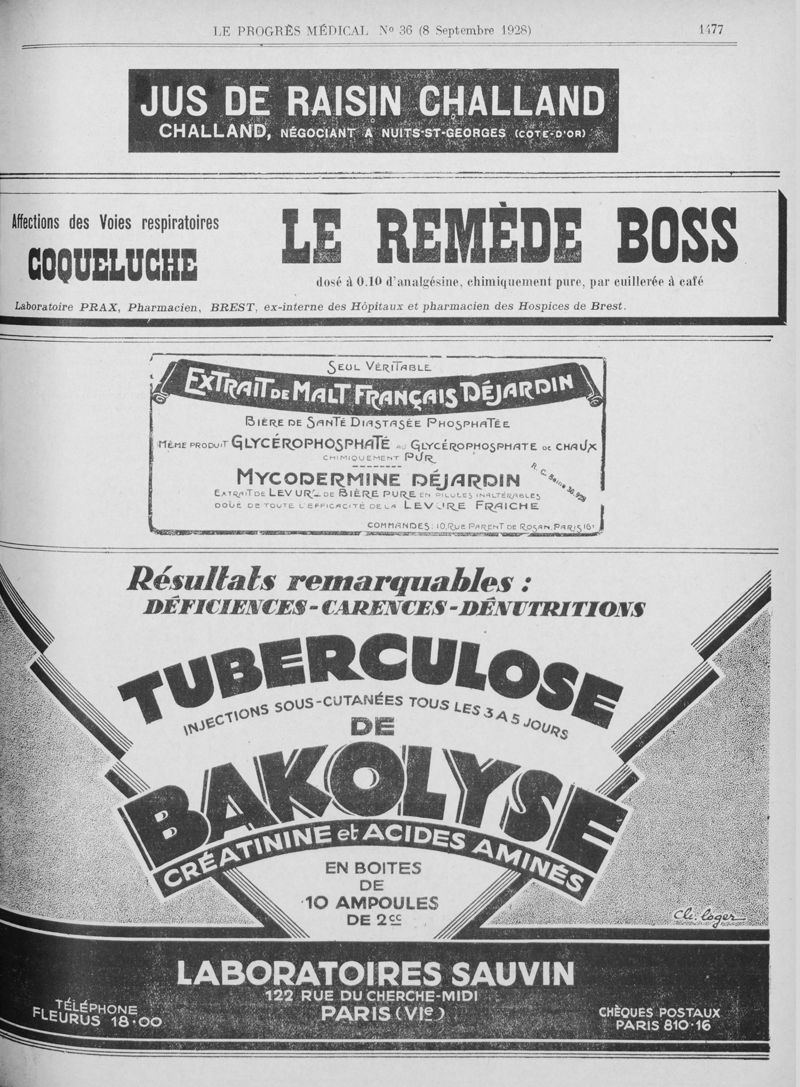 LE PROGRÈS MÉDICAL Nº 36 (8 Septembre 1928) 1477
JUS DE RAISIN CHALLAND
CHALLAND, NÉGOCIANT A NUITS-ST-GEORGES (COTE-D'OR)
Affections des Voies respiratoires
COQUELUCHE
LE REMÈDE BOSS
dosé à 0.10 d'analgésine, chimiquement pure, par cuillerée à café
Laboratoire PRAX, Pharmacien, BREST, ex-interne des Hôpitaux et pharmacien des Hospices de Brest.
SEUL VÉRITABLE
EXTRAIT DE MALT FRANÇAIS DÉJARDIN
BIÈRE DE SANTÉ DIASTASÉE PHOSPHATÉE
MÊME PRODUIT GLYCÉROPHOSPHATÉ AU GLYCÉROPHOSPHATE DE CHAUX
CHIMIQUEMENT PUR
MYCODERMINE DÉJARDIN
R. C. Seine 30.928
EXTRAIT DE LEVURE DE BIÈRE PURE EN PILULES INALTÉRABLES
DOUÉ DE TOUTE L'EFFICACITÉ DE LA LEVURE FRAICHE
COMMANDES: 10, RUE PARENT DE ROSAN, PARIS 16e
Résultats remarquables :
DÉFICIENCES - CARENCES - DÉNUTRITIONS
TUBERCULOSE
INJECTIONS SOUS-CUTANÉES TOUS LES 3 A 5 JOURS
DE
BAKOLYSE
CRÉATININE et ACIDES AMINÉS
EN BOITES
DE
10 AMPOULES
DE 2cc
Ch. Loger
LABORATOIRES SAUVIN
122 RUE DU CHERCHE-MIDI
PARIS (VIe)
TÉLÉPHONE
FLEURUS 18-00
CHÈQUES POSTAUX
PARIS 810-16